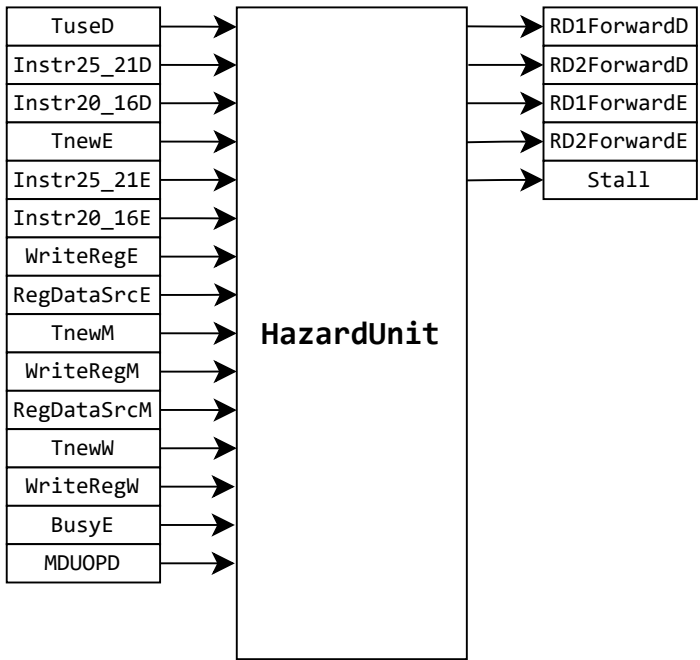 TuseD
Instr25_21D
Instr20_16D
TnewE
Instr25_21E
Instr20_16E
WriteRegE
RegDataSrcE
TnewM
WriteRegM
RegDataSrcM
TnewW
WriteRegW
BusyE
MDUOPD
HazardUnit
RD1ForwardD
RD2ForwardD
RD1ForwardE
RD2ForwardE
Stall